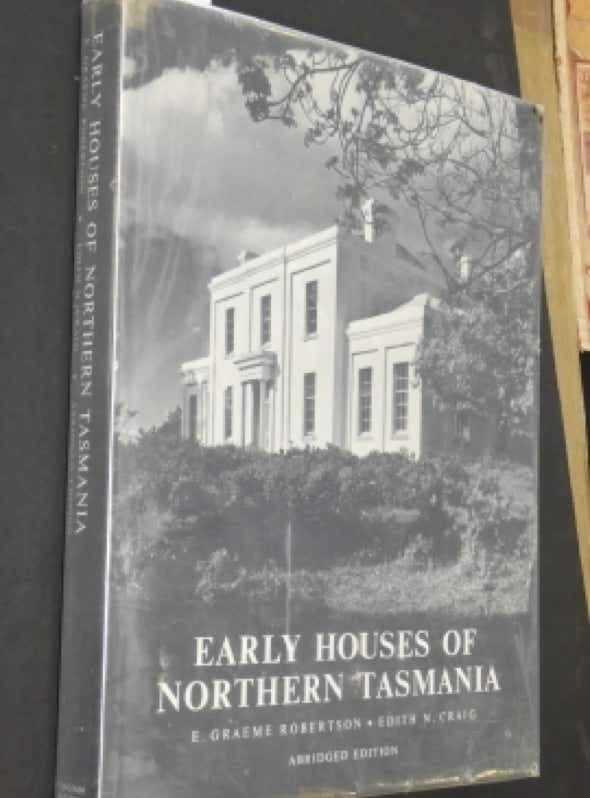 EARLY HOUSES OF NORTHERN TASMANIA
EARLY HOUSES OF
NORTHERN TASMANIA
E. GRAEME ROBERTSON • EDITH N. CRAIG
ABRIDGED EDITION